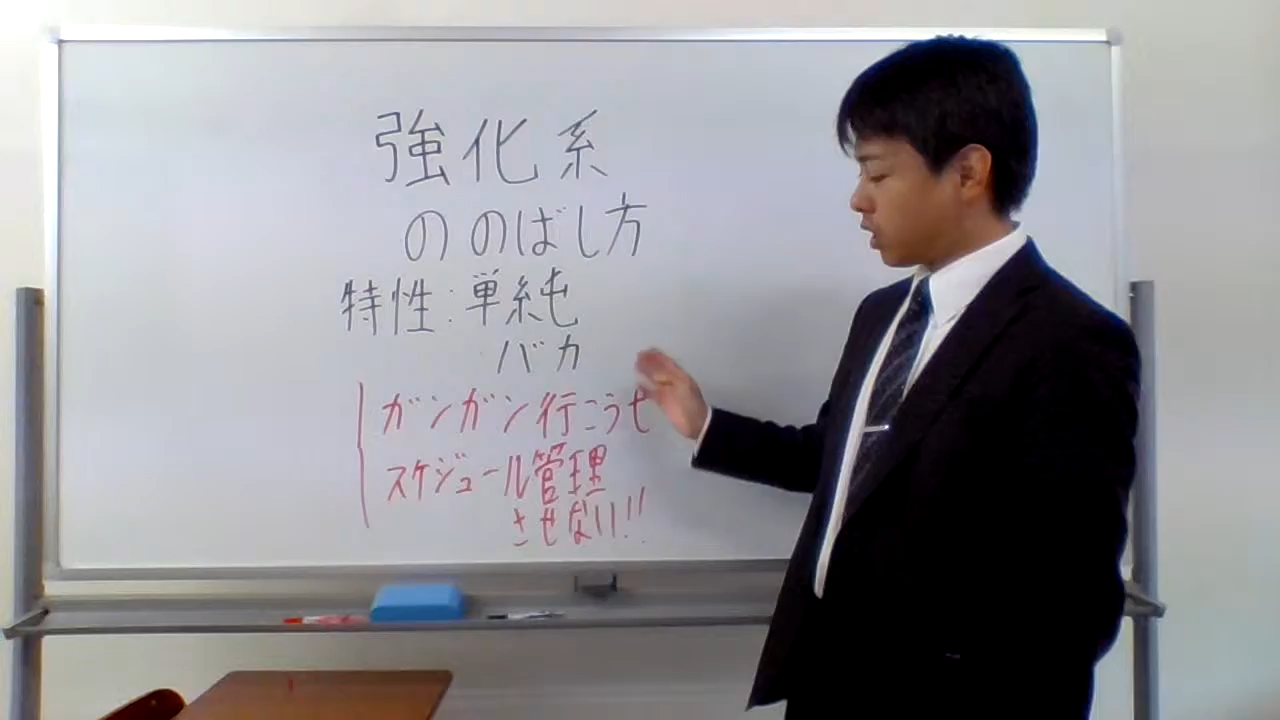 強化系
ののばし方
特性:単純
バカ
ガンガン行こうせ
スケジュール管理
させない!!